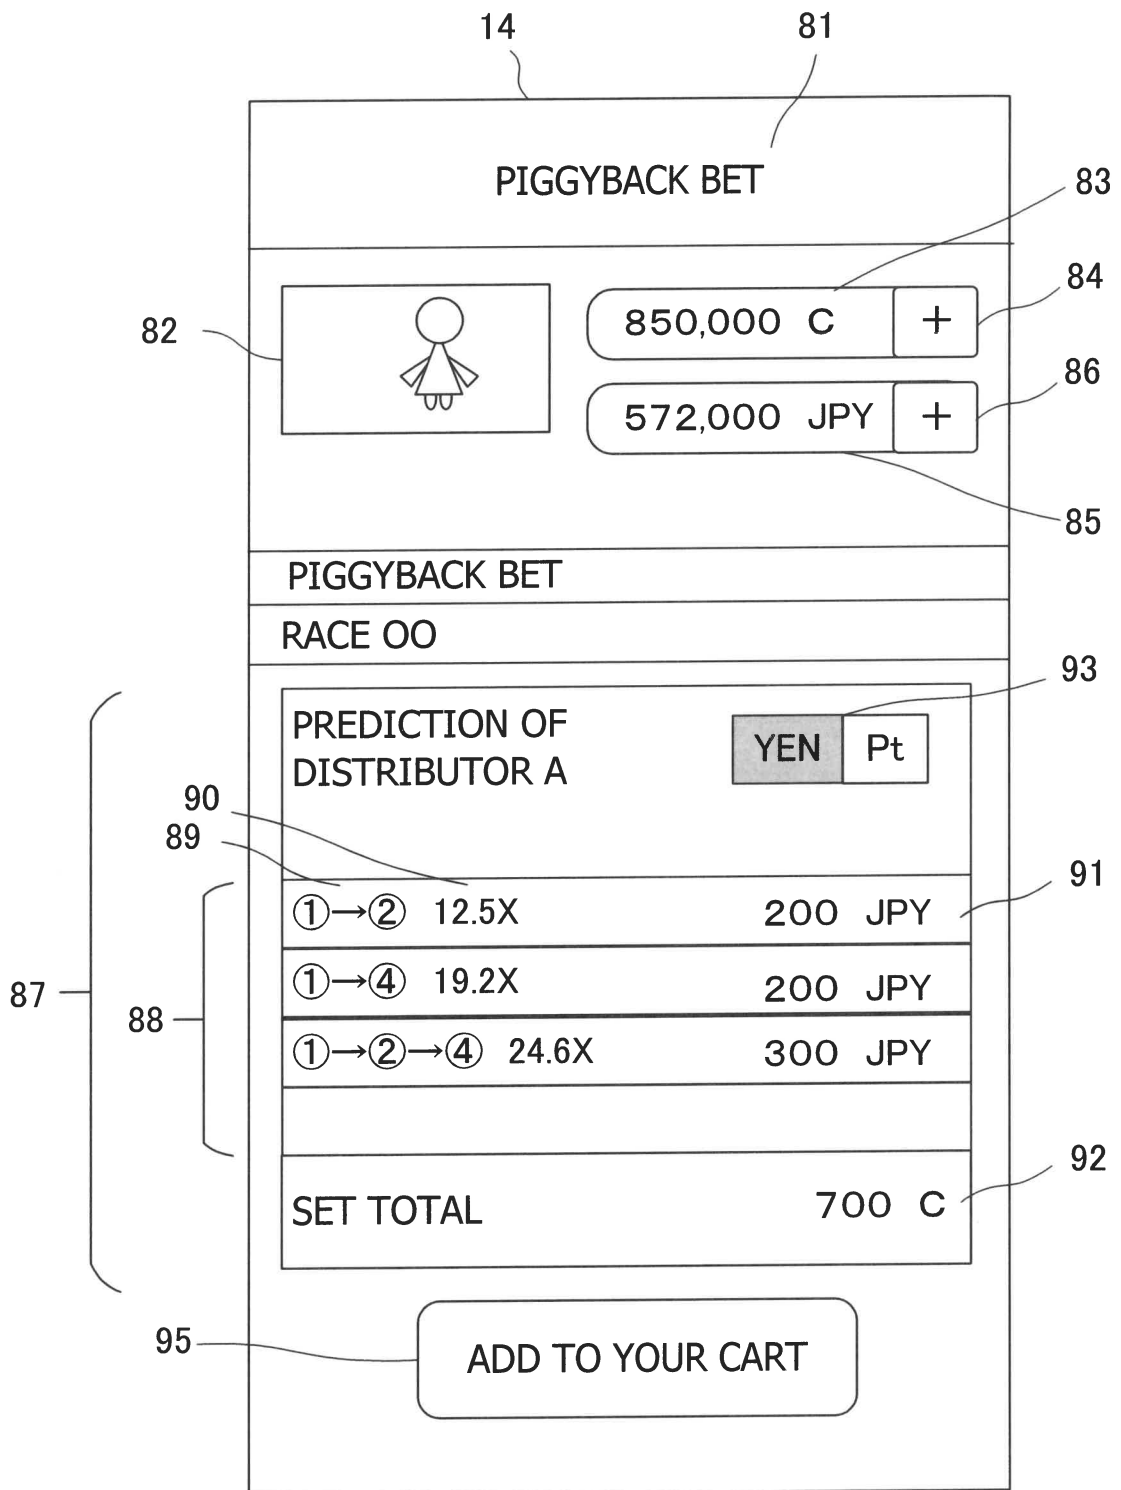 14
81
PIGGYBACK BET
83
84
850,000 C +
82
86
572,000 JPY +
85
PIGGYBACK BET
RACE OO
93
PREDICTION OF
DISTRIBUTOR A
YEN Pt
90
89
91
①→② 12.5X 200 JPY
87
①→④ 19.2X 200 JPY
88
①→②→④ 24.6X 300 JPY
92
SET TOTAL 700 C
95
ADD TO YOUR CART